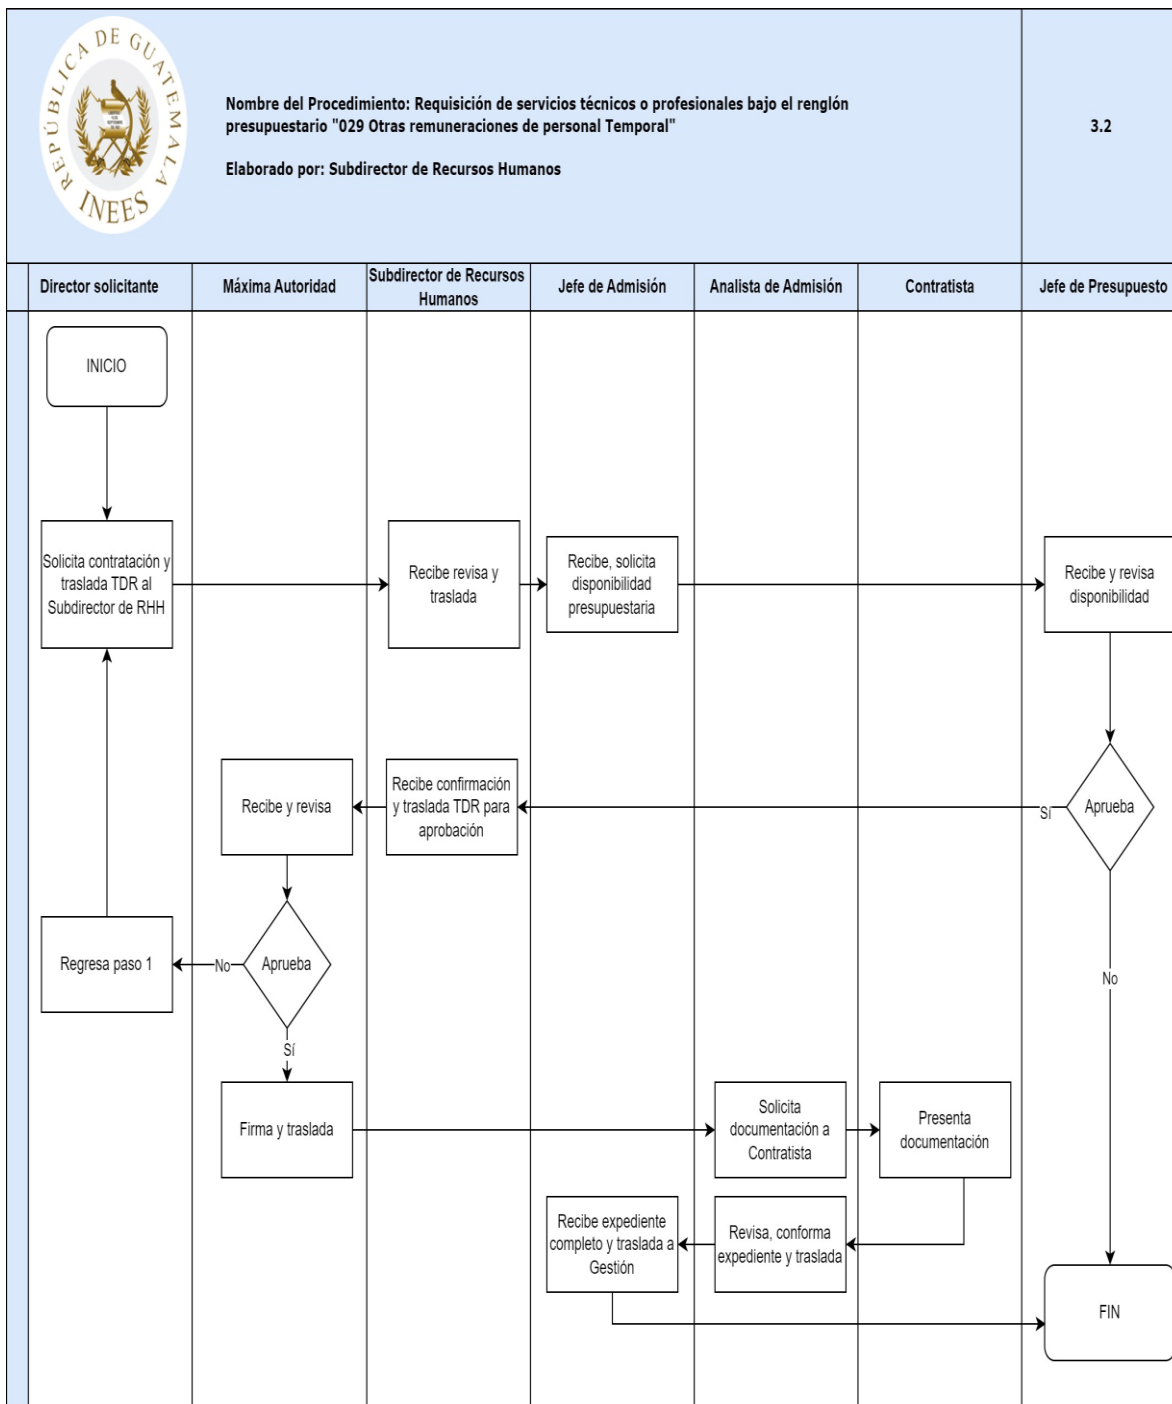 REPÚBLICA DE GUATEMALA
INEES
Nombre del Procedimiento: Requisición de servicios técnicos o profesionales bajo el renglón
presupuestario "029 Otras remuneraciones de personal Temporal"
Elaborado por: Subdirector de Recursos Humanos
3.2
Director solicitante
Máxima Autoridad
Subdirector de Recursos
Humanos
Jefe de Admisión
Analista de Admisión
Contratista
Jefe de Presupuesto
INICIO
Solicita contratación y
traslada TDR al
Subdirector de RHH
Recibe revisa y
traslada
Recibe, solicita
disponibilidad
presupuestaria
Recibe y revisa
disponibilidad
Aprueba
Sí
No
Recibe confirmación
y traslada TDR para
aprobación
Recibe y revisa
Aprueba
No
Regresa paso 1
Sí
Firma y traslada
Solicita
documentación a
Contratista
Presenta
documentación
Revisa, conforma
expediente y traslada
Recibe expediente
completo y traslada a
Gestión
FIN